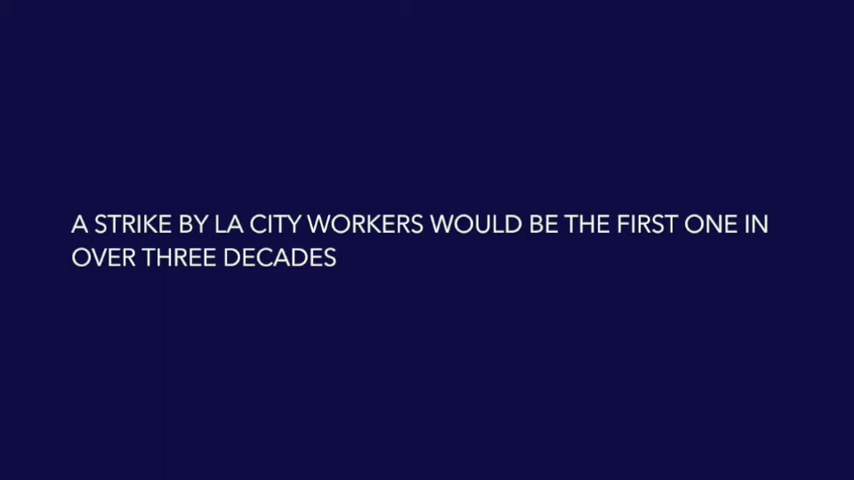 A STRIKE BY LA CITY WORKERS WOULD BE THE FIRST ONE IN
OVER THREE DECADES